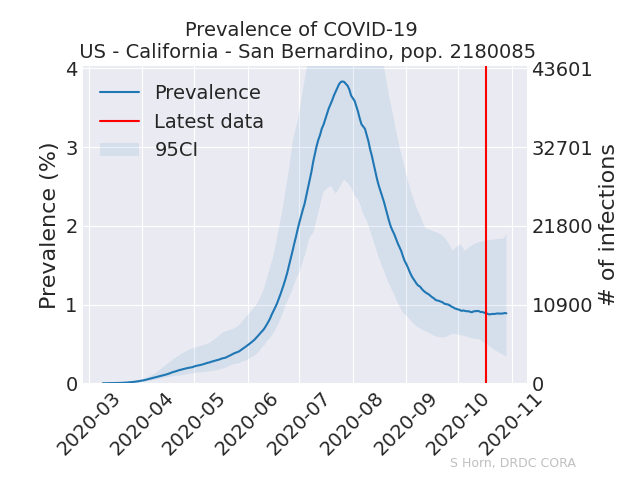 Prevalence of COVID-19
US - California - San Bernardino, pop. 2180085
4
3
2
1
0
Prevalence (%)
Prevalence
Latest data
95CI
43601
32701
21800
10900
0
# of infections
2020-03
2020-04
2020-05
2020-06
2020-07
2020-08
2020-09
2020-10
2020-11
S Horn, DRDC CORA